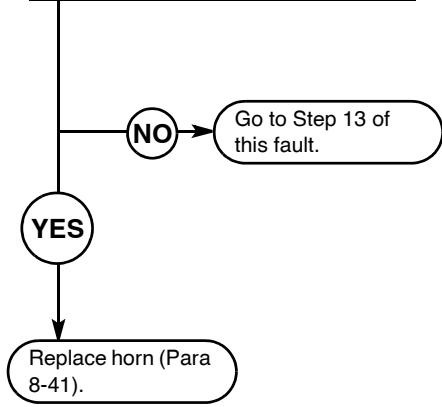 NO
Go to Step 13 of
this fault.
YES
Replace horn (Para
8-41).